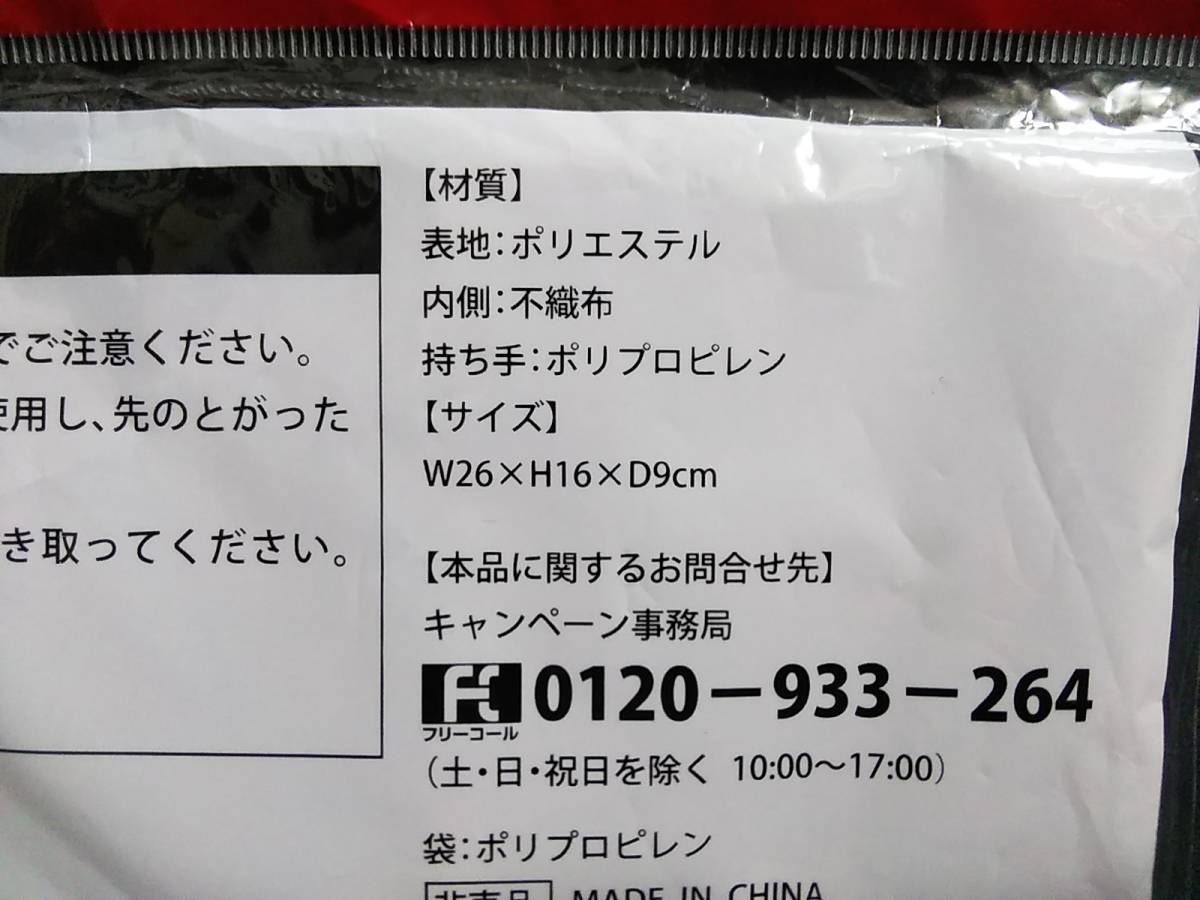 でご注意ください。
使用し、先のとがった
き取ってください。
【材質】
表地：ポリエステル
内側：不織布
持ち手：ポリプロピレン
【サイズ】
W26×H16×D9cm
【本品に関するお問合せ先】
キャンペーン事務局
フリーコール 0120－933－264
（土・日・祝日を除く 10:00～17:00）
袋：ポリプロピレン
非売品 MADE IN CHINA